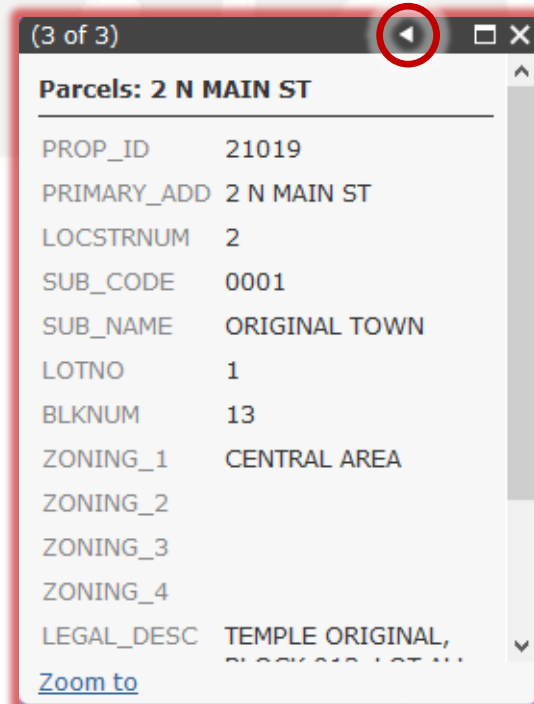 (3 of 3)
Parcels: 2 N MAIN ST
PROP_ID 21019
PRIMARY_ADD 2 N MAIN ST
LOCSTRNUM 2
SUB_CODE 0001
SUB_NAME ORIGINAL TOWN
LOTNO 1
BLKNUM 13
ZONING_1 CENTRAL AREA
ZONING_2
ZONING_3
ZONING_4
LEGAL_DESC TEMPLE ORIGINAL,
Zoom to